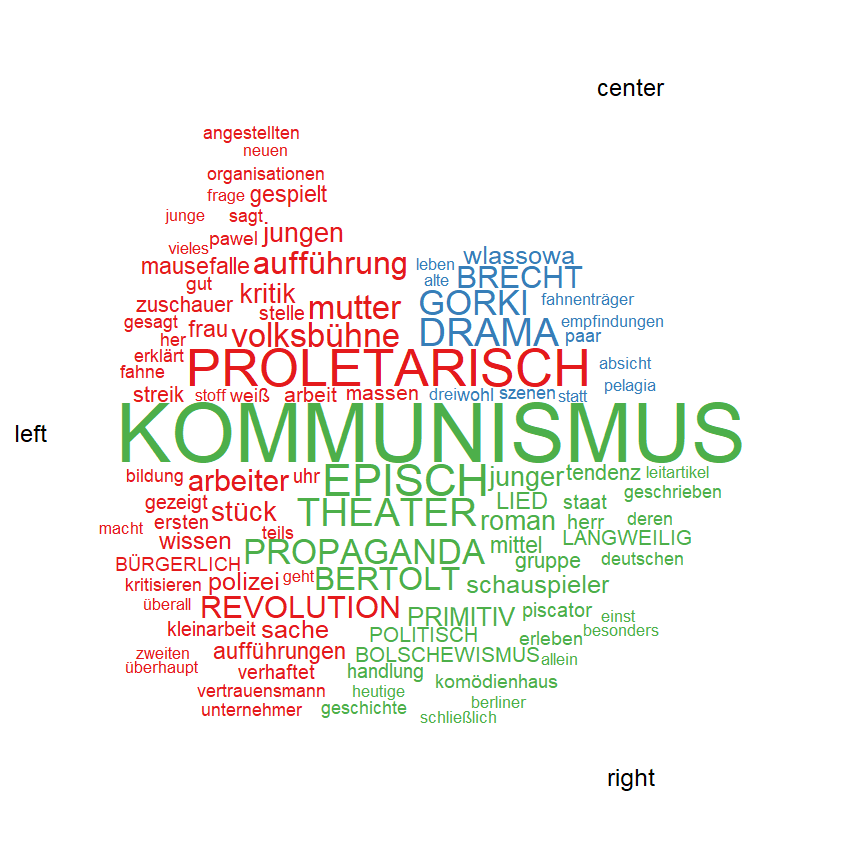 center
angestellten
neuen
organisationen
frage gespielt
junge sagt
vieles pawel jungen
mausefalle aufführung leben wlassowa
gut alte BRECHT
zuschauer kritik stelle mutter GORKI fahnenträger
gesagt her frau volksbühne DRAMA empfindungen paar
erklärt fahne PROLETARISCH absicht
pelagia
streik stoff weiß arbeit massen drei wohl szenen statt
left KOMMUNISMUS
bildung arbeiter uhr EPISCH junger tendenz leitartikel
gezeigt stück THEATER LIED staat geschrieben
macht ersten teils roman herr deren
wissen PROPAGANDA mittel LANGWEILIG
BÜRGERLICH gruppe deutschen
kritisieren polizei geht BERTOLT schauspieler
überall REVOLUTION PRIMITIV piscator einst
kleinarbeit sache POLITISCH erleben besonders
zweiten aufführungen BOLSCHEWISMUS allein
überhaupt verhaftet handlung komödienhaus
vertrauensmann heutige berliner
unternehmer geschichte schließlich
right